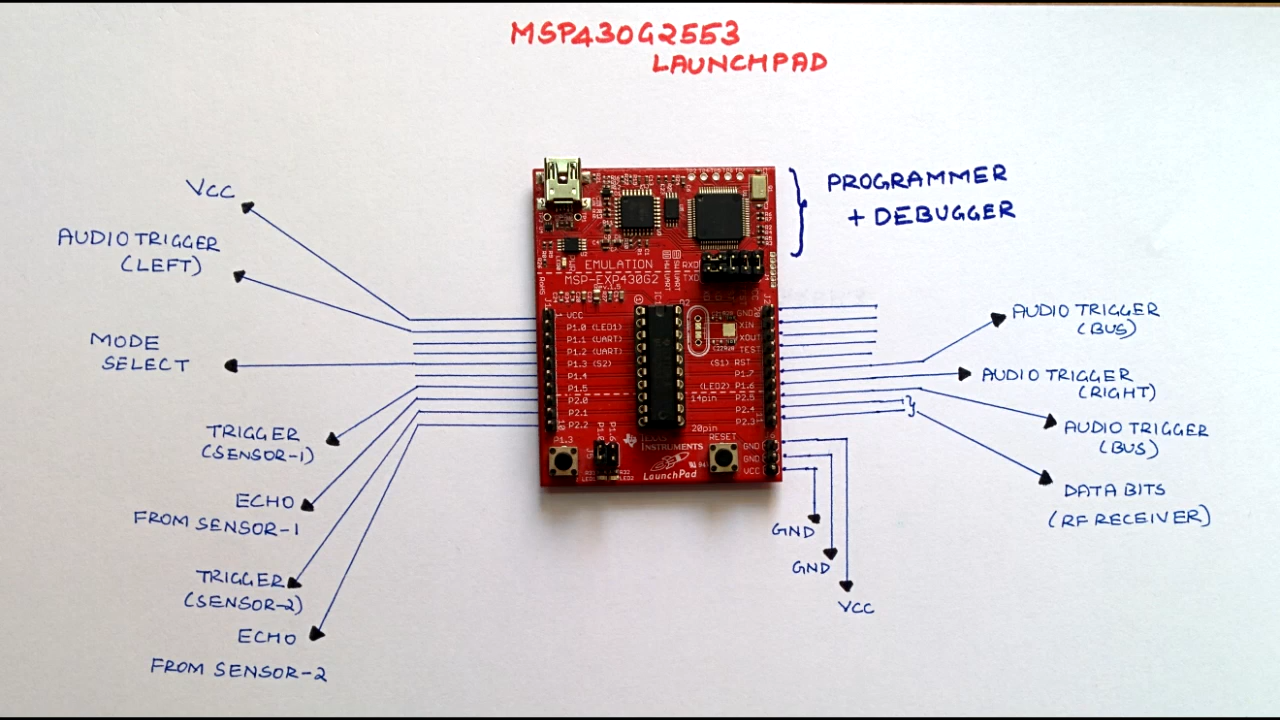 MSP430G2553
LAUNCHPAD
PROGRAMMER
+ DEBUGGER
VCC
AUDIO TRIGGER
(LEFT)
MODE
SELECT
TRIGGER
(SENSOR-1)
ECHO
FROM SENSOR-1
TRIGGER
(SENSOR-2)
ECHO
FROM SENSOR-2
EMULATION
MSP-EXP430G2
RXD
TXD
RoHS
J1
VCC
P1.0 (LED1)
P1.1 (UART)
P1.2 (UART)
P1.3 (S2)
P1.4
P1.5
P2.0
P2.1
P2.2
GND
XIN
XOUT
TEST
(S1) RST
P1.7
(LED2) P1.6
14pin P2.5
P2.4
P2.3
20pin
P1.3
TEXAS
INSTRUMENTS
LaunchPad
RESET
GND
GND
VCC
AUDIO TRIGGER
(BUS)
AUDIO TRIGGER
(RIGHT)
AUDIO TRIGGER
(BUS)
DATA BITS
(RF RECEIVER)
GND
GND
VCC